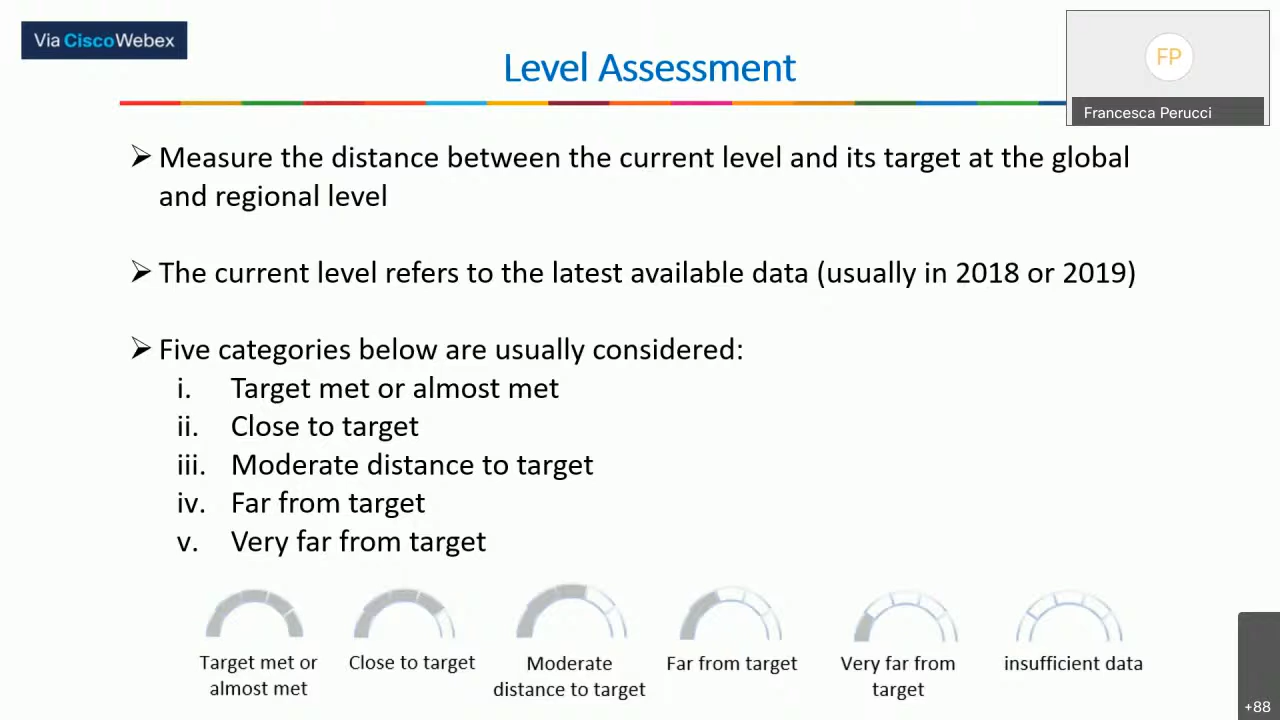 Via CiscoWebex
Level Assessment
FP
Francesca Perucci
➢ Measure the distance between the current level and its target at the global
and regional level
➢ The current level refers to the latest available data (usually in 2018 or 2019)
➢ Five categories below are usually considered:
i. Target met or almost met
ii. Close to target
iii. Moderate distance to target
iv. Far from target
v. Very far from target
Target met or
almost met
Close to target
Moderate
distance to target
Far from target
Very far from
target
insufficient data
+88